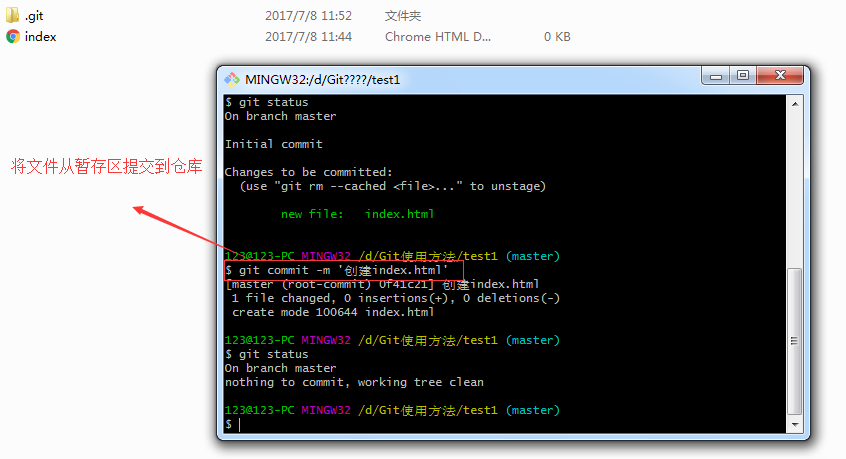 .git 2017/7/8 11:52 文件夹
index 2017/7/8 11:44 Chrome HTML D... 0 KB
将文件从暂存区提交到仓库
MINGW32:/d/Git????/test1
$ git status
On branch master
Initial commit
Changes to be committed:
(use "git rm --cached <file>..." to unstage)
new file: index.html
123@123-PC MINGW32 /d/Git使用方法/test1 (master)
$ git commit -m '创建index.html'
[master (root-commit) 0f41c21] 创建index.html
1 file changed, 0 insertions(+), 0 deletions(-)
create mode 100644 index.html
123@123-PC MINGW32 /d/Git使用方法/test1 (master)
$ git status
On branch master
nothing to commit, working tree clean
123@123-PC MINGW32 /d/Git使用方法/test1 (master)
$